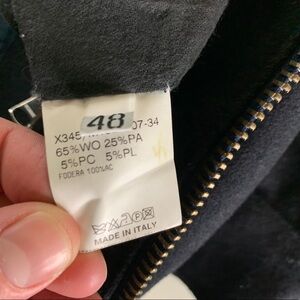 48
X345/
07-34
65%WO 25%PA
5%PC 5%PL
FODERA 100%AC
MADE IN ITALY